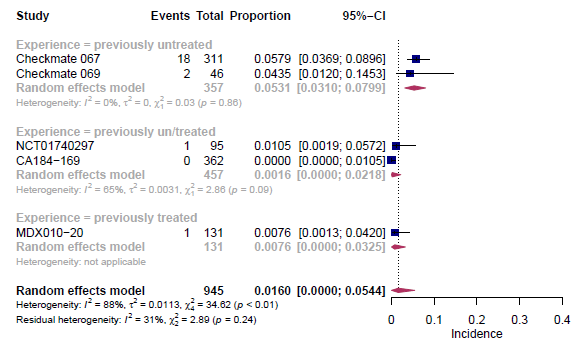 Study Events Total Proportion 95%−CI
Experience = previously untreated
Checkmate 067 18 311 0.0579 [0.0369; 0.0896]
Checkmate 069 2 46 0.0435 [0.0120; 0.1453]
Random effects model 357 0.0531 [0.0310; 0.0799]
Heterogeneity: I² = 0%, τ² = 0, χ²₁ = 0.03 (p = 0.86)
Experience = previously un/treated
NCT01740297 1 95 0.0105 [0.0019; 0.0572]
CA184−169 0 362 0.0000 [0.0000; 0.0105]
Random effects model 457 0.0016 [0.0000; 0.0218]
Heterogeneity: I² = 65%, τ² = 0.0031, χ²₁ = 2.86 (p = 0.09)
Experience = previously treated
MDX010−20 1 131 0.0076 [0.0013; 0.0420]
Random effects model 131 0.0076 [0.0000; 0.0325]
Heterogeneity: not applicable
Random effects model 945 0.0160 [0.0000; 0.0544]
Heterogeneity: I² = 88%, τ² = 0.0113, χ²₄ = 34.62 (p < 0.01)
Residual heterogeneity: I² = 31%, χ²₂ = 2.89 (p = 0.24)
0 0.1 0.2 0.3 0.4
Incidence